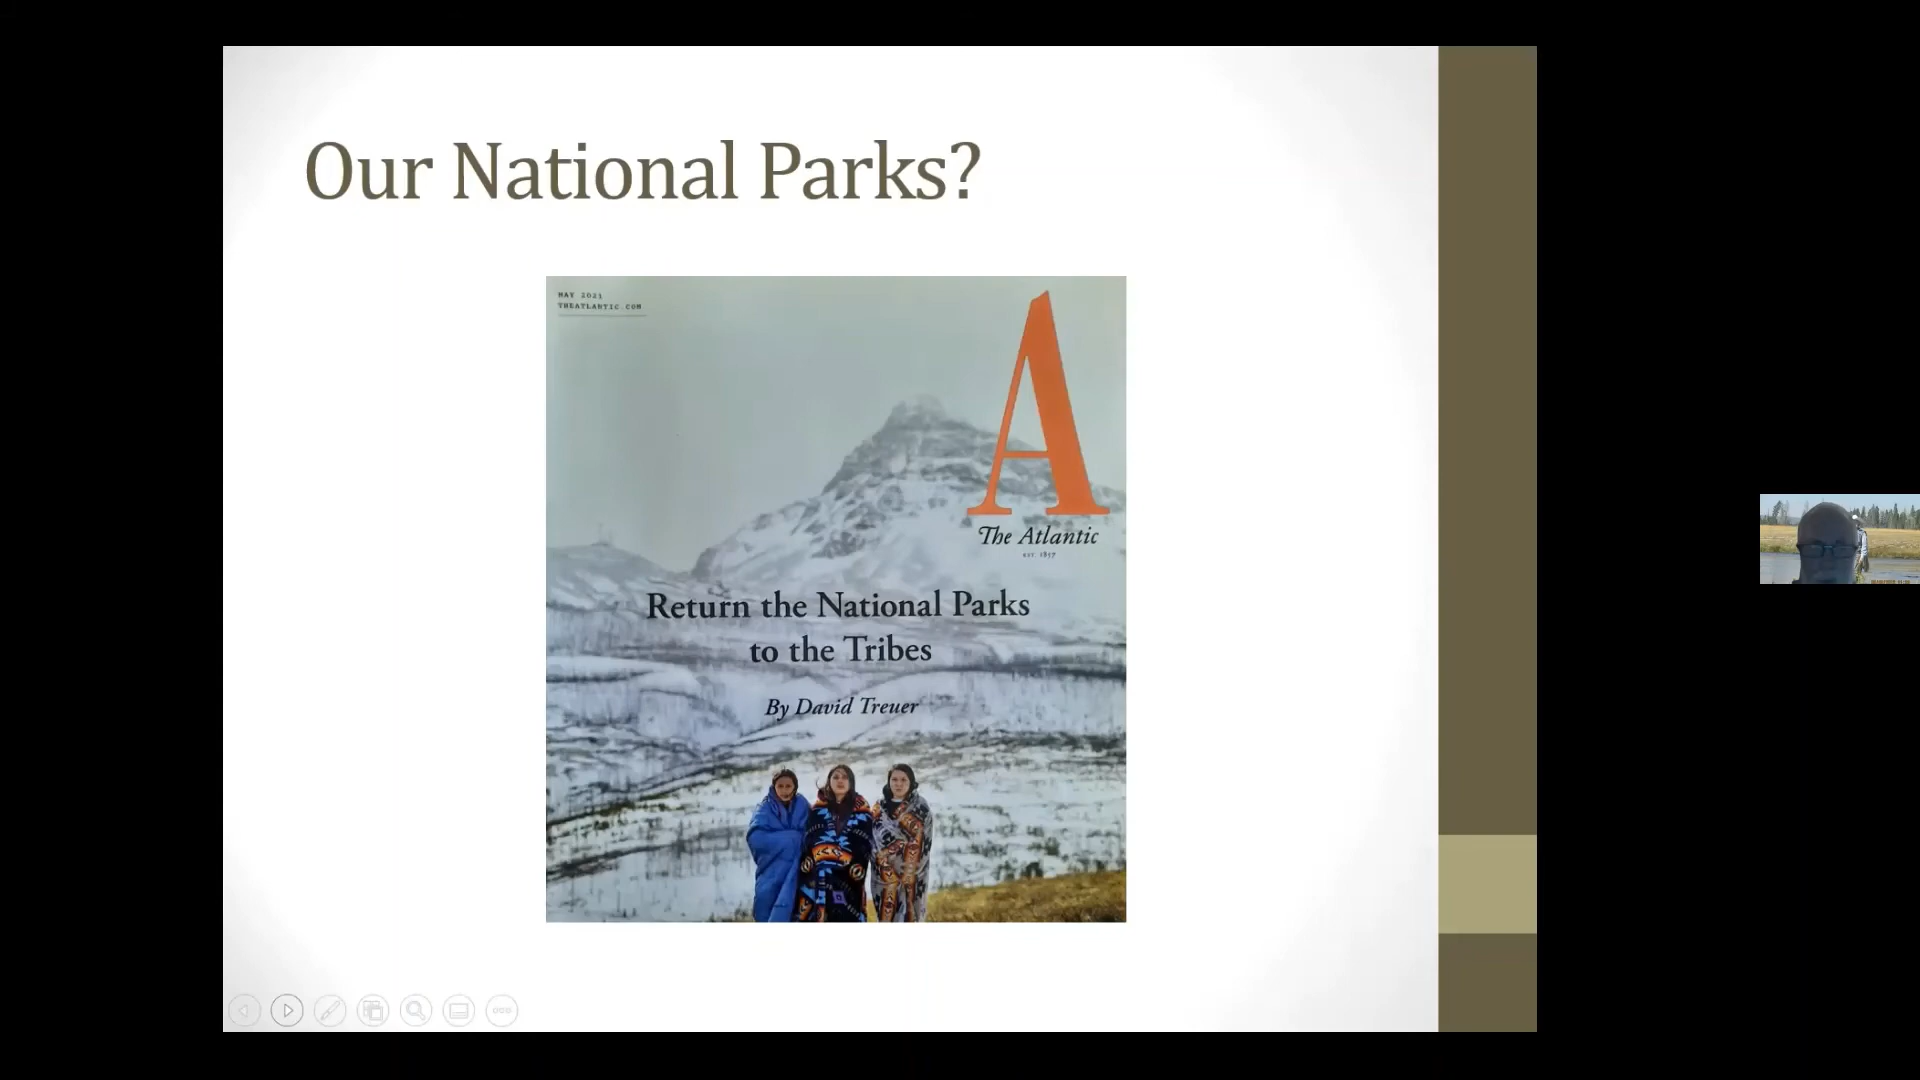 Our National Parks?
MAY 2021
THEATLANTIC.COM
A
The Atlantic
EST 1857
Return the National Parks
to the Tribes
By David Treuer